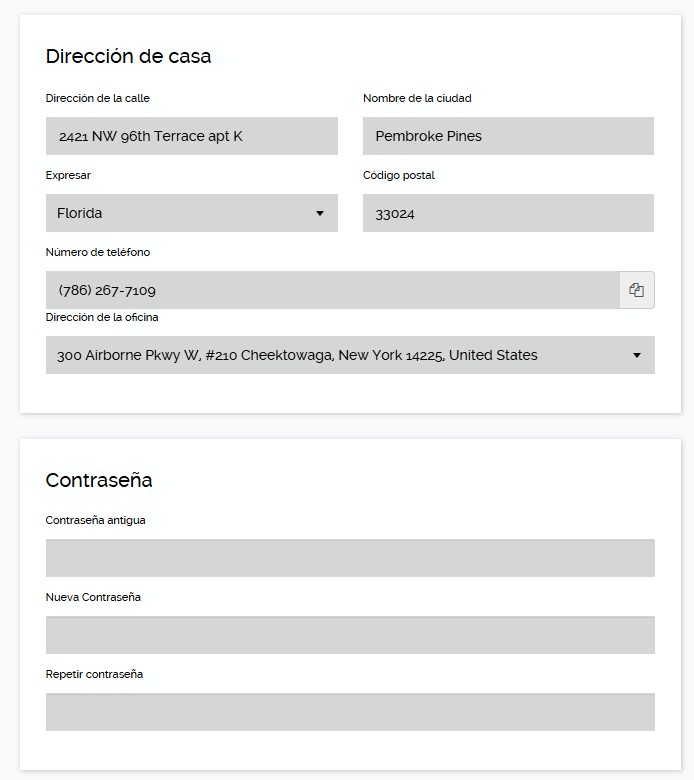 Dirección de casa
Dirección de la calle Nombre de la ciudad
2421 NW 96th Terrace apt K Pembroke Pines
Expresar Código postal
Florida 33024
Número de teléfono
(786) 267-7109
Dirección de la oficina
300 Airborne Pkwy W, #210 Cheektowaga, New York 14225, United States
Contraseña
Contraseña antigua
Nueva Contraseña
Repetir contraseña